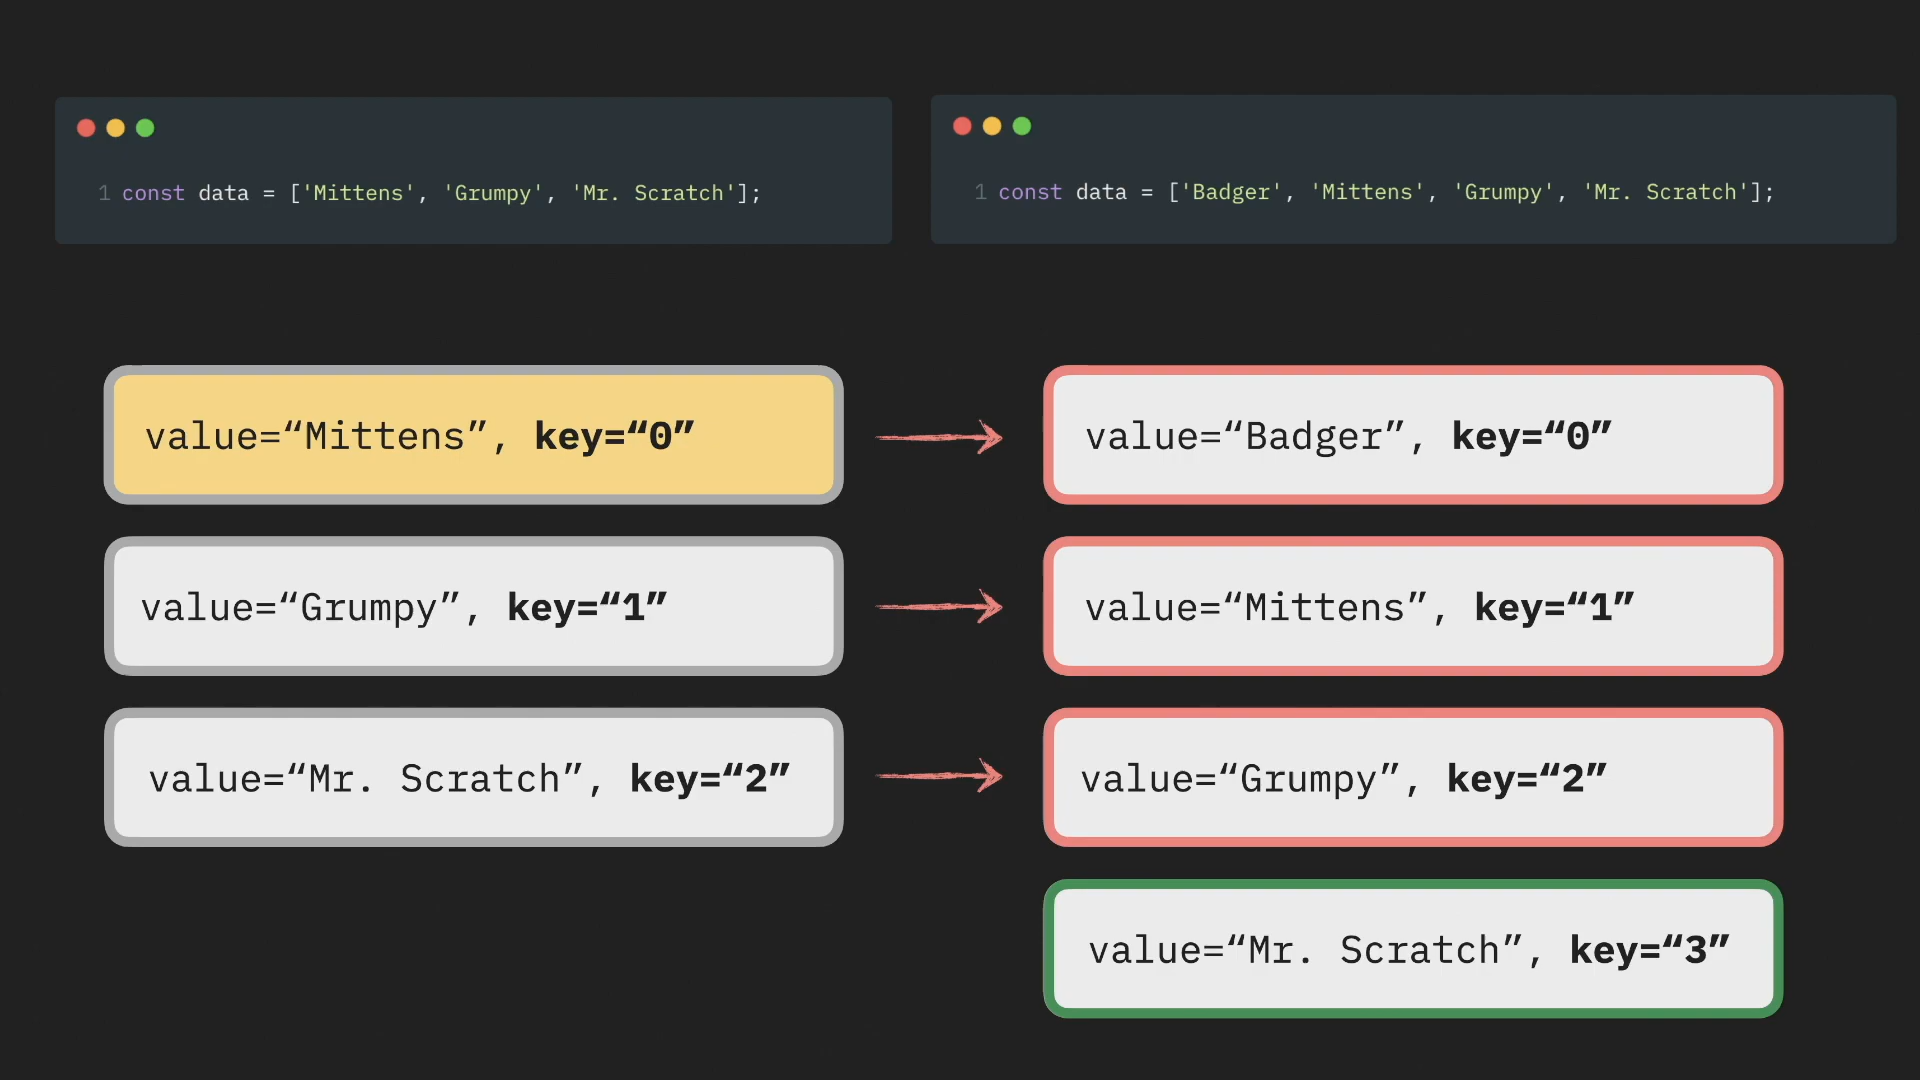 1 const data = ['Mittens', 'Grumpy', 'Mr. Scratch'];
1 const data = ['Badger', 'Mittens', 'Grumpy', 'Mr. Scratch'];
value=“Mittens”, key=“0”
value=“Badger”, key=“0”
value=“Grumpy”, key=“1”
value=“Mittens”, key=“1”
value=“Mr. Scratch”, key=“2”
value=“Grumpy”, key=“2”
value=“Mr. Scratch”, key=“3”